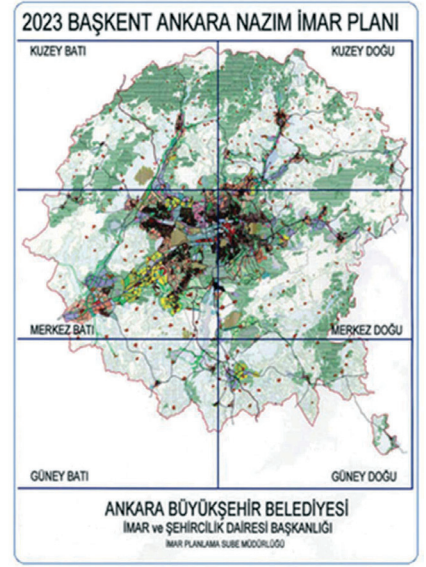 2023 BAŞKENT ANKARA NAZIM İMAR PLANI
KUZEY BATI
KUZEY DOĞU
MERKEZ BATI
MERKEZ DOĞU
GÜNEY BATI
GÜNEY DOĞU
ANKARA BÜYÜKŞEHİR BELEDİYESİ
İMAR ve ŞEHİRCİLİK DAİRESİ BAŞKANLIĞI
İMAR PLANLAMA ŞUBE MÜDÜRLÜĞÜ